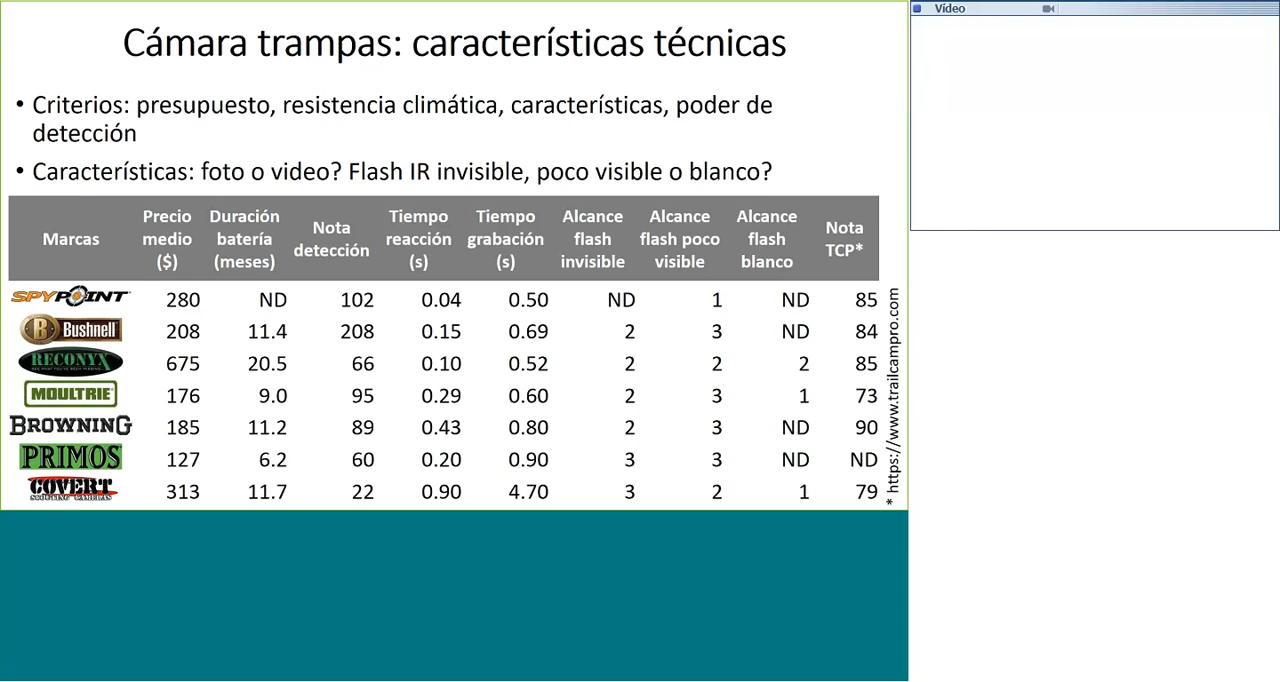 Cámara trampas: características técnicas
• Criterios: presupuesto, resistencia climática, características, poder de
detección
• Características: foto o video? Flash IR invisible, poco visible o blanco?
Marcas Precio medio ($) Duración batería (meses) Nota detección Tiempo reacción (s) Tiempo grabación (s) Alcance flash invisible Alcance flash poco visible Alcance flash blanco Nota TCP*
SPYPOINT 280 ND 102 0.04 0.50 ND 1 ND 85
Bushnell 208 11.4 208 0.15 0.69 2 3 ND 84
RECONYX 675 20.5 66 0.10 0.52 2 2 2 85
MOULTRIE 176 9.0 95 0.29 0.60 2 3 1 73
BROWNING 185 11.2 89 0.43 0.80 2 3 ND 90
PRIMOS 127 6.2 60 0.20 0.90 3 3 ND ND
COVERT 313 11.7 22 0.90 4.70 3 2 1 79
* https://www.trailcampro.com
Vídeo